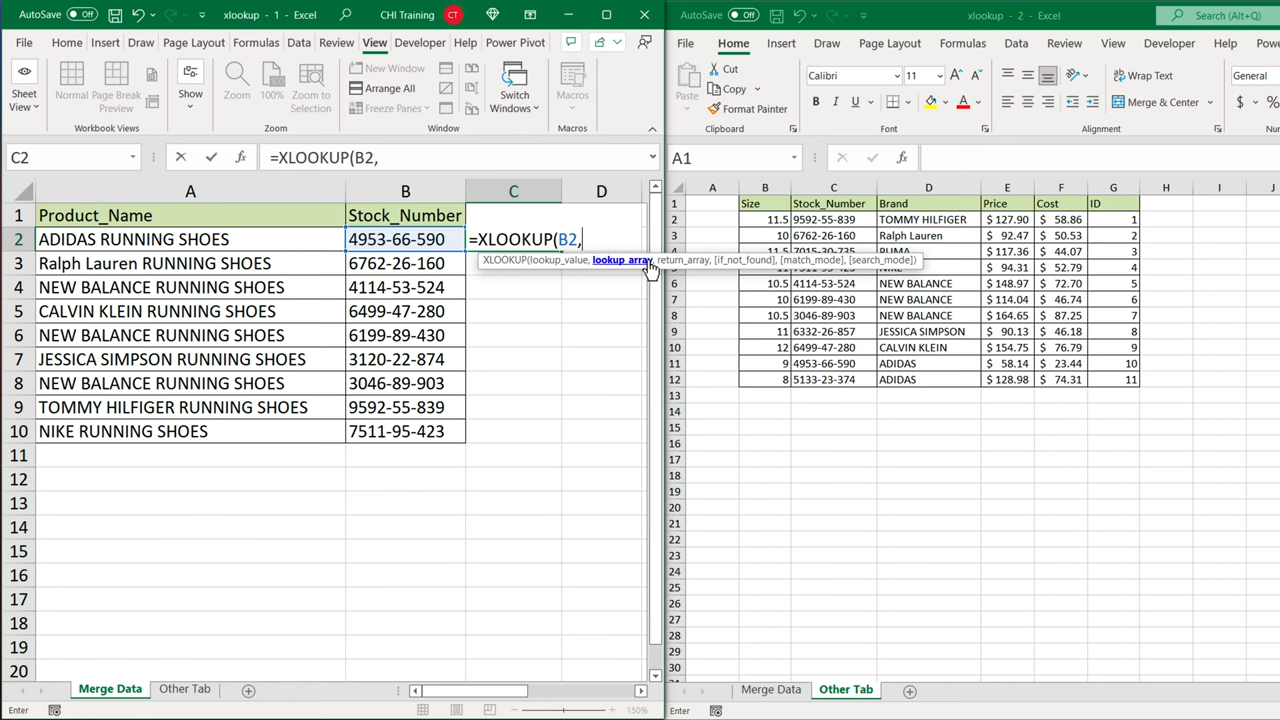 AutoSave Off xlookup - 1 - Excel CHI Training CT
File Home Insert Draw Page Layout Formulas Data Review View Developer Help Power Pivot
Sheet View
Normal
Page Break Preview
Workbook Views
Show
Zoom
100%
Zoom to Selection
Zoom
New Window
Arrange All
Freeze Panes
Switch Windows
Window
Macros
Macros
C2 fx =XLOOKUP(B2,
A B C D
1 Product_Name Stock_Number
2 ADIDAS RUNNING SHOES 4953-66-590 =XLOOKUP(B2,
XLOOKUP(lookup_value, lookup_array, return_array, [if_not_found], [match_mode], [search_mode])
3 Ralph Lauren RUNNING SHOES 6762-26-160
4 NEW BALANCE RUNNING SHOES 4114-53-524
5 CALVIN KLEIN RUNNING SHOES 6499-47-280
6 NEW BALANCE RUNNING SHOES 6199-89-430
7 JESSICA SIMPSON RUNNING SHOES 3120-22-874
8 NEW BALANCE RUNNING SHOES 3046-89-903
9 TOMMY HILFIGER RUNNING SHOES 9592-55-839
10 NIKE RUNNING SHOES 7511-95-423
11
12
13
14
15
16
17
18
19
20
Merge Data Other Tab
Enter 150%
AutoSave Off xlookup - 2 - Excel Search (Alt+Q)
File Home Insert Draw Page Layout Formulas Data Review View Developer Help
Paste
Cut
Copy
Format Painter
Clipboard
Calibri 11
B I U
Font
Wrap Text
Merge & Center
Alignment
General
$ %
A1 fx
A B C D E F G H I J
1 Size Stock_Number Brand Price Cost ID
2 11.5 9592-55-839 TOMMY HILFIGER $ 127.90 $ 58.86 1
3 10 6762-26-160 Ralph Lauren $ 92.47 $ 50.53 2
$ 117.36 $ 44.07 3
$ 94.31 $ 52.79 4
6 10.5 4114-53-524 NEW BALANCE $ 148.97 $ 72.70 5
7 10 6199-89-430 NEW BALANCE $ 114.04 $ 46.74 6
8 10.5 3046-89-903 NEW BALANCE $ 164.65 $ 87.25 7
9 11 6332-26-857 JESSICA SIMPSON $ 90.13 $ 46.18 8
10 12 6499-47-280 CALVIN KLEIN $ 154.75 $ 76.79 9
11 9 4953-66-590 ADIDAS $ 58.14 $ 23.44 10
12 8 5133-23-374 ADIDAS $ 128.98 $ 74.31 11
13
14
15
16
17
18
19
20
21
22
23
24
25
26
27
28
29
30
Merge Data Other Tab
Enter